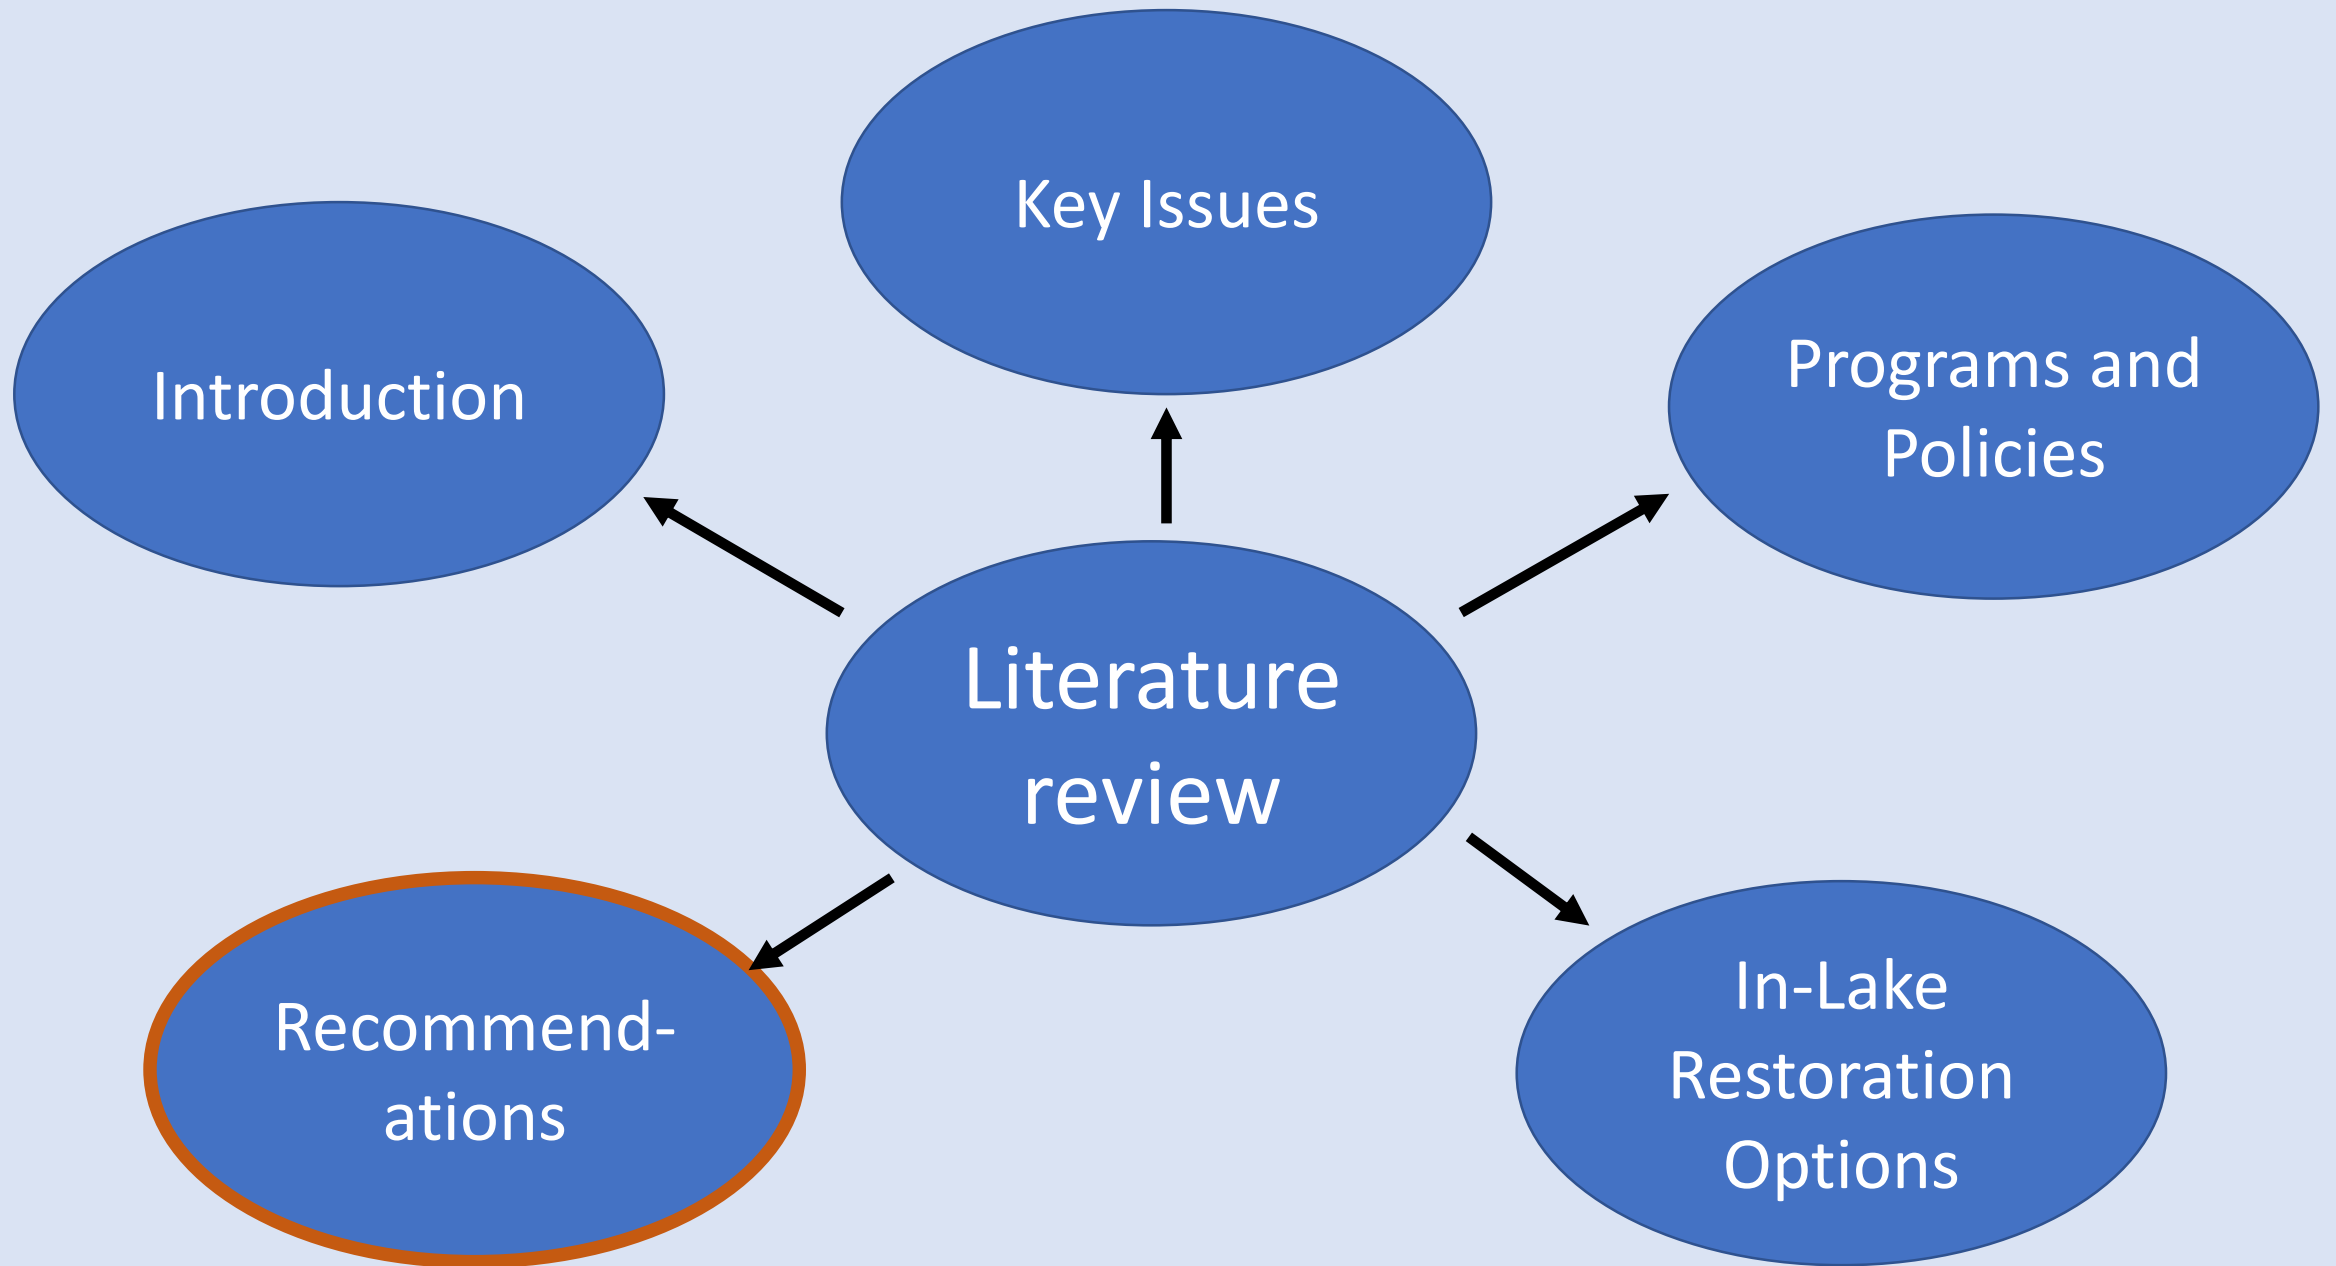 Key Issues
Introduction
Programs and
Policies
Literature
review
Recommend-
ations
In-Lake
Restoration
Options